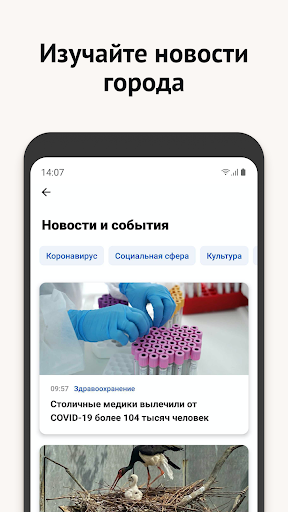 Изучайте новости
города
14:07
Новости и события
Коронавирус
Социальная сфера
Культура
09:57 Здравоохранение
Столичные медики вылечили от
COVID-19 более 104 тысяч человек